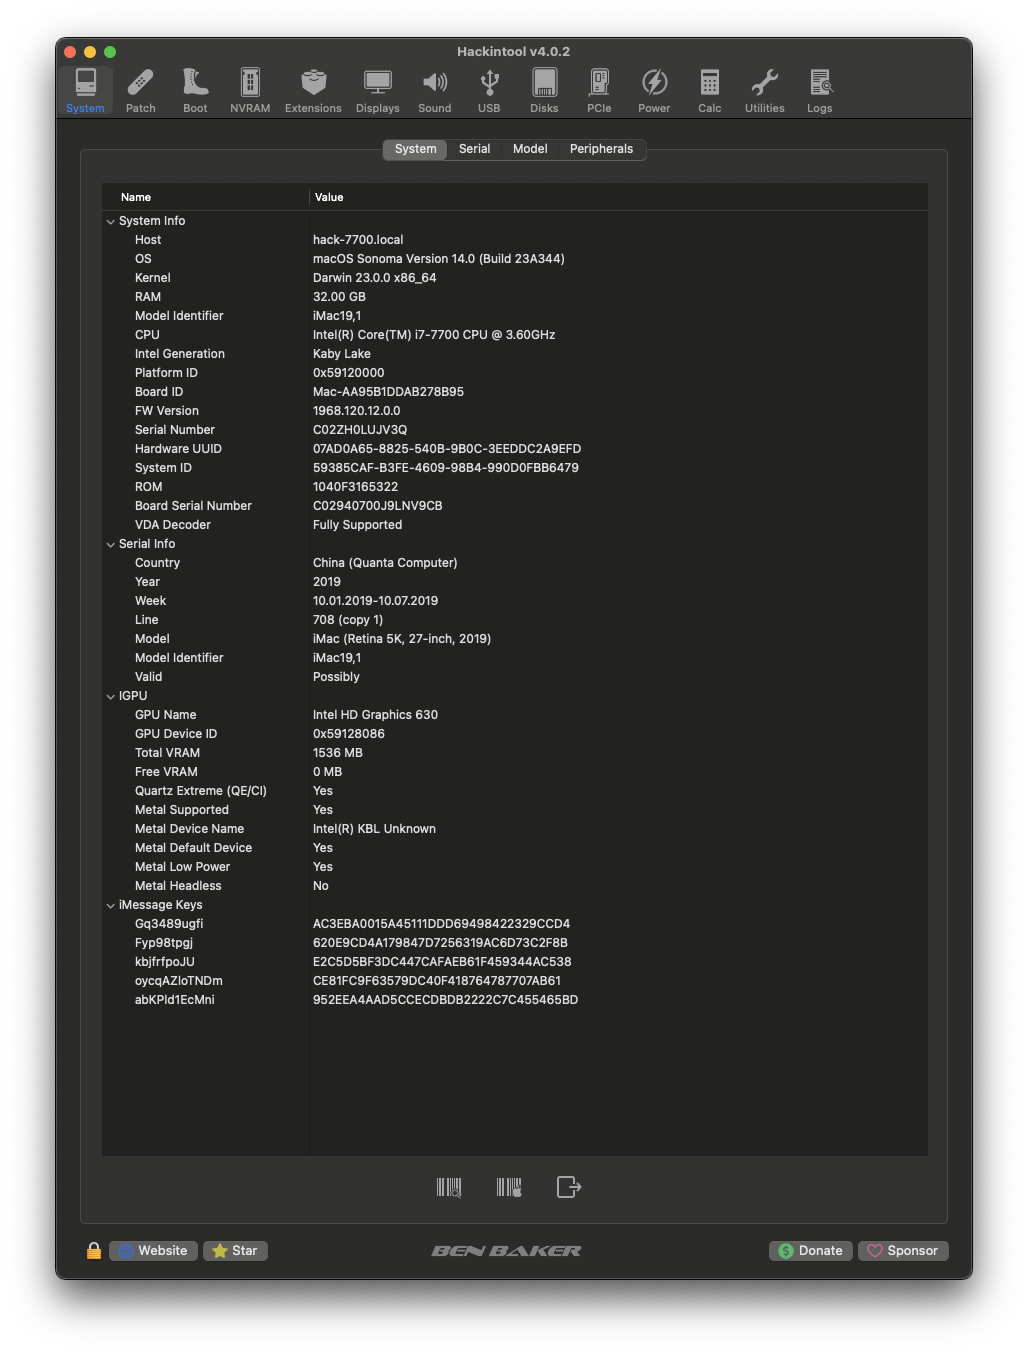 Hackintool v4.0.2
System Patch Boot NVRAM Extensions Displays Sound USB Disks PCIe Power Calc Utilities Logs
System Serial Model Peripherals
Name Value
System Info
Host hack-7700.local
OS macOS Sonoma Version 14.0 (Build 23A344)
Kernel Darwin 23.0.0 x86_64
RAM 32.00 GB
Model Identifier iMac19,1
CPU Intel(R) Core(TM) i7-7700 CPU @ 3.60GHz
Intel Generation Kaby Lake
Platform ID 0x59120000
Board ID Mac-AA95B1DDAB278B95
FW Version 1968.120.12.0.0
Serial Number C02ZH0LUJV3Q
Hardware UUID 07AD0A65-8825-540B-9B0C-3EEDDC2A9EFD
System ID 59385CAF-B3FE-4609-98B4-990D0FBB6479
ROM 1040F3165322
Board Serial Number C02940700J9LNV9CB
VDA Decoder Fully Supported
Serial Info
Country China (Quanta Computer)
Year 2019
Week 10.01.2019-10.07.2019
Line 708 (copy 1)
Model iMac (Retina 5K, 27-inch, 2019)
Model Identifier iMac19,1
Valid Possibly
IGPU
GPU Name Intel HD Graphics 630
GPU Device ID 0x59128086
Total VRAM 1536 MB
Free VRAM 0 MB
Quartz Extreme (QE/CI) Yes
Metal Supported Yes
Metal Device Name Intel(R) KBL Unknown
Metal Default Device Yes
Metal Low Power Yes
Metal Headless No
iMessage Keys
Gq3489ugfi AC3EBA0015A45111DDD69498422329CCD4
Fyp98tpgj 620E9CD4A179847D7256319AC6D73C2F8B
kbjfrfpoJU E2C5D5BF3DC447CAFAEB61F459344AC538
oycqAZloTNDm CE81FC9F63579DC40F418764787707AB61
abKPld1EcMni 952EEA4AAD5CCECDBDB2222C7C455465BD
Website Star BEN BAKER Donate Sponsor